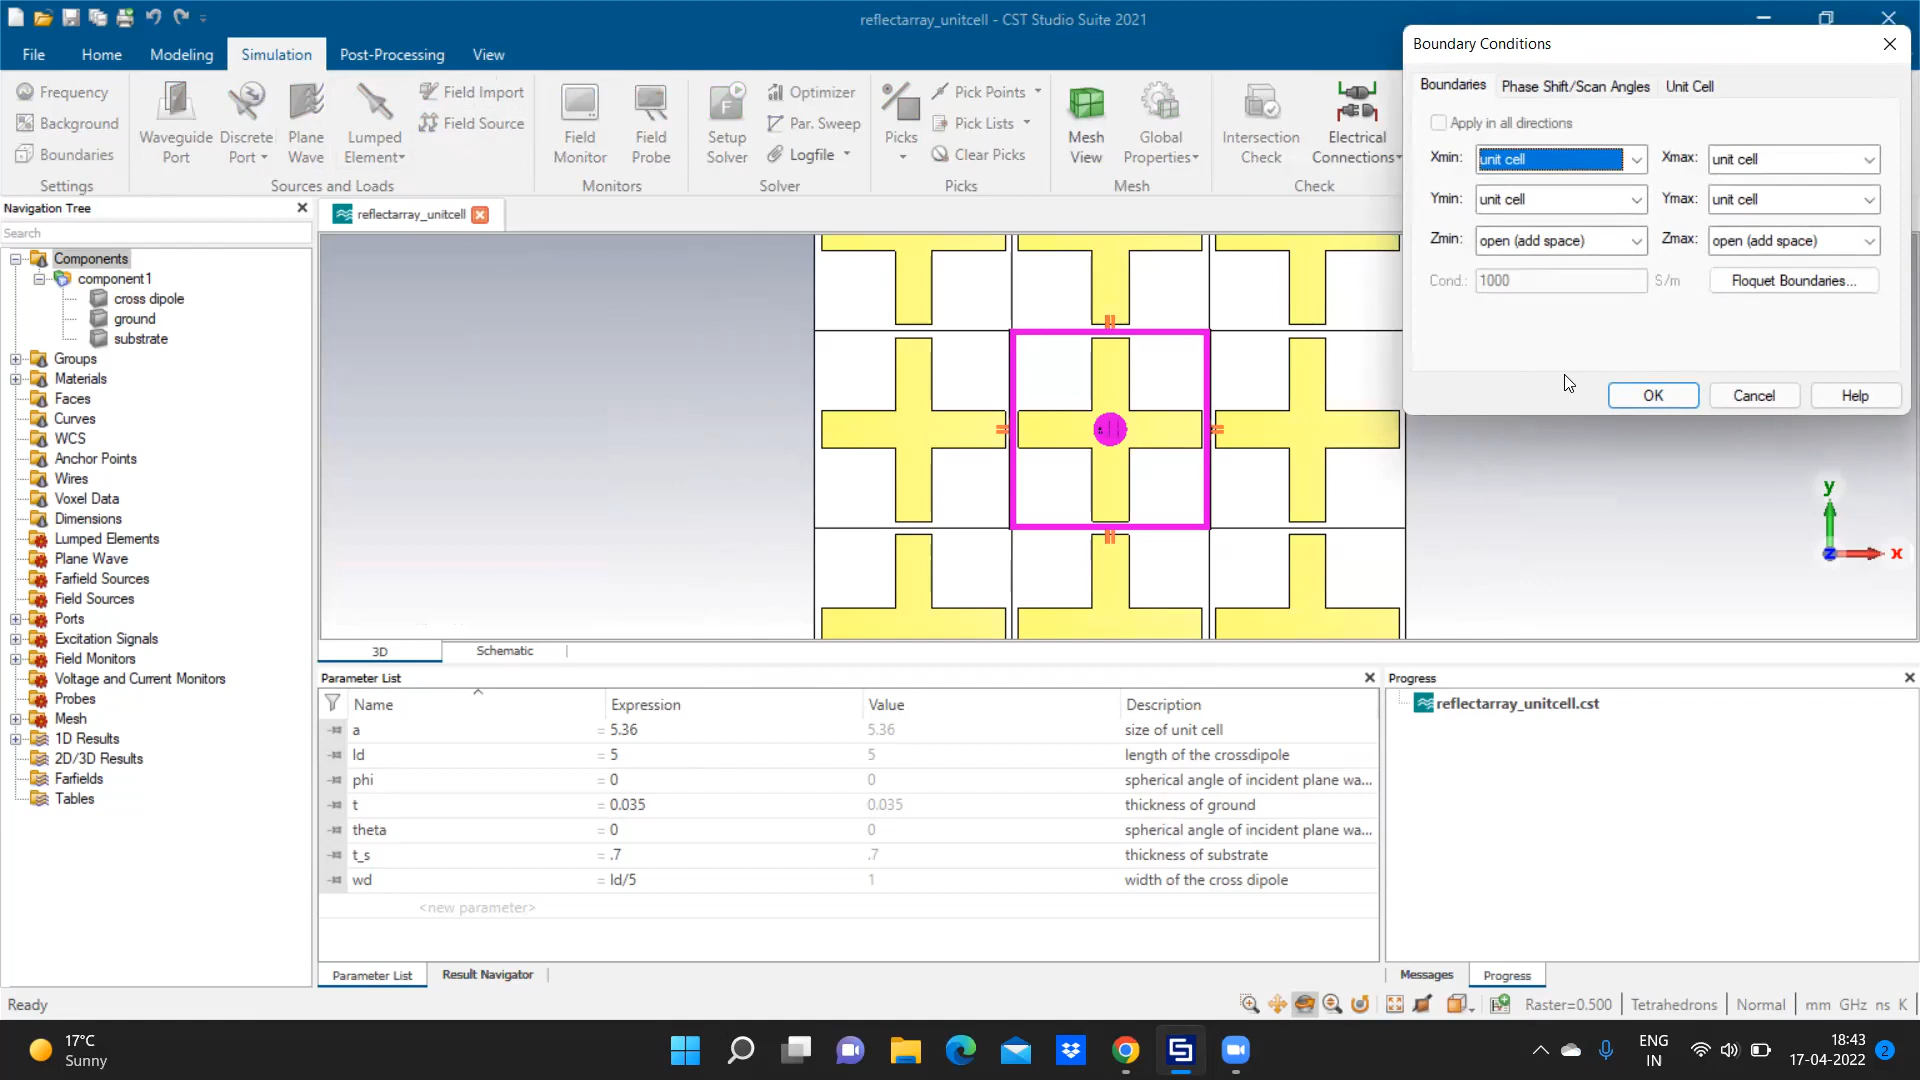 reflectarray_unitcell - CST Studio Suite 2021
File
Home
Modeling
Simulation
Post-Processing
View
Frequency
Background
Boundaries
Settings
Waveguide
Port
Discrete
Port
Plane
Wave
Lumped
Element
Field Import
Field Source
Sources and Loads
Field
Monitor
Field
Probe
Monitors
F
Setup
Solver
Optimizer
Par. Sweep
Logfile
Solver
Picks
Pick Points
Pick Lists
Clear Picks
Picks
Mesh
View
Global
Properties
Mesh
Intersection
Check
Electrical
Connections
Check
Boundary Conditions
Boundaries
Phase Shift/Scan Angles
Unit Cell
Apply in all directions
Xmin:
unit cell
Xmax:
unit cell
Ymin:
unit cell
Ymax:
unit cell
Zmin:
open (add space)
Zmax:
open (add space)
Cond.:
1000
S/m
Floquet Boundaries...
OK
Cancel
Help
Navigation Tree
Search
Components
component1
cross dipole
ground
substrate
Groups
Materials
Faces
Curves
WCS
Anchor Points
Wires
Voxel Data
Dimensions
Lumped Elements
Plane Wave
Farfield Sources
Field Sources
Ports
Excitation Signals
Field Monitors
Voltage and Current Monitors
Probes
Mesh
1D Results
2D/3D Results
Farfields
Tables
reflectarray_unitcell
y
z
x
3D
Schematic
Parameter List
Name Expression Value Description
a = 5.36 5.36 size of unit cell
ld = 5 5 length of the crossdipole
phi = 0 0 spherical angle of incident plane wa...
t = 0.035 0.035 thickness of ground
theta = 0 0 spherical angle of incident plane wa...
t_s = .7 .7 thickness of substrate
wd = ld/5 1 width of the cross dipole
<new parameter>
Parameter List
Result Navigator
Progress
reflectarray_unitcell.cst
Messages
Progress
Ready
Raster=0.500
Tetrahedrons
Normal
mm GHz ns K
17°C
Sunny
ENG
IN
18:43
17-04-2022
2